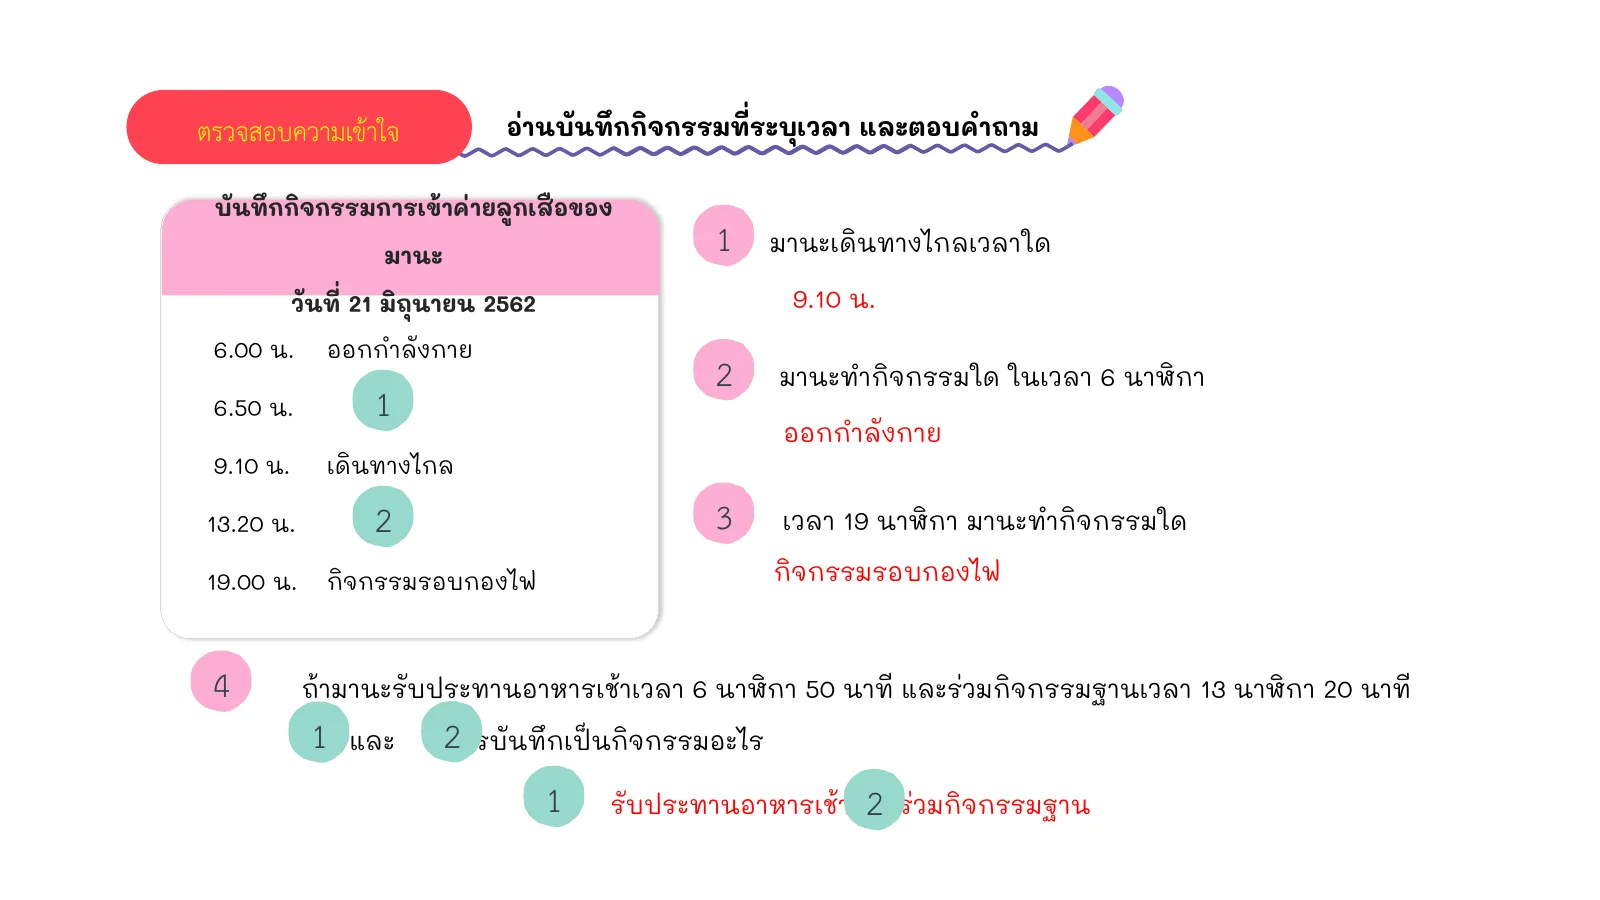 ตรวจสอบความเข้าใจ
อ่านบันทึกกิจกรรมที่ระบุเวลา และตอบคำถาม
บันทึกกิจกรรมการเข้าค่ายลูกเสือของ
มานะ
วันที่ 21 มิถุนายน 2562
6.00 น. ออกกำลังกาย
6.50 น. 1
9.10 น. เดินทางไกล
13.20 น. 2
19.00 น. กิจกรรมรอบกองไฟ
1 มานะเดินทางไกลเวลาใด
9.10 น.
2 มานะทำกิจกรรมใด ในเวลา 6 นาฬิกา
ออกกำลังกาย
3 เวลา 19 นาฬิกา มานะทำกิจกรรมใด
กิจกรรมรอบกองไฟ
4 ถ้ามานะรับประทานอาหารเช้าเวลา 6 นาฬิกา 50 นาที และร่วมกิจกรรมฐานเวลา 13 นาฬิกา 20 นาที
1 และ 2 รบันทึกเป็นกิจกรรมอะไร
1 รับประทานอาหารเช้า 2 ร่วมกิจกรรมฐาน